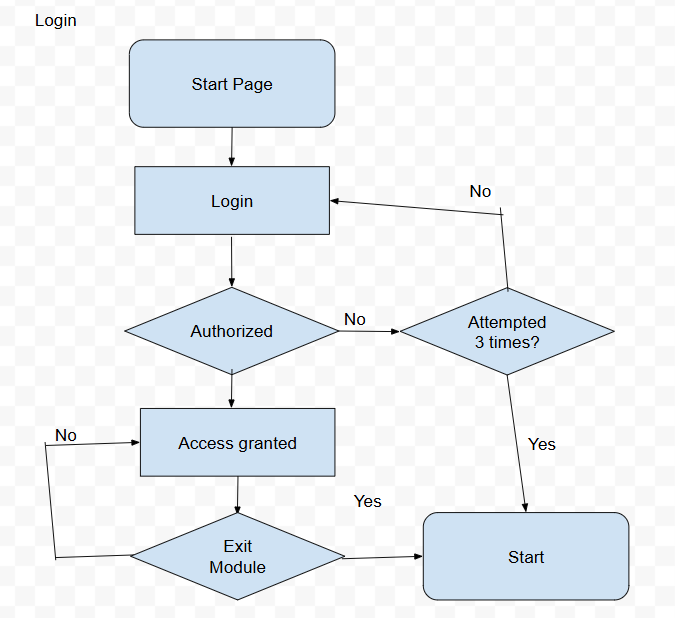 Login
Start Page
Login
No
Authorized
No
Attempted
3 times?
Access granted
No
Yes
Yes
Exit
Module
Start